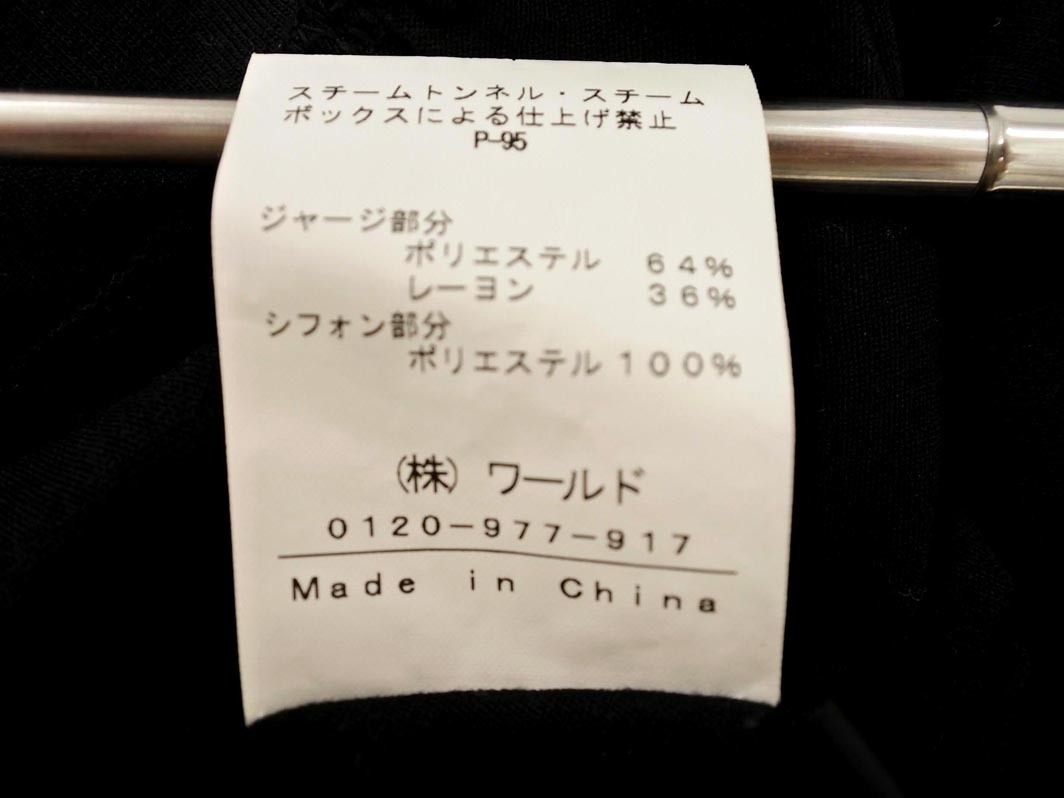 スチームトンネル・スチーム
ボックスによる仕上げ禁止
P-95
ジャージ部分
ポリエステル 64%
レーヨン 36%
シフォン部分
ポリエステル 100%
(株) ワールド
0120-977-917
Made in China